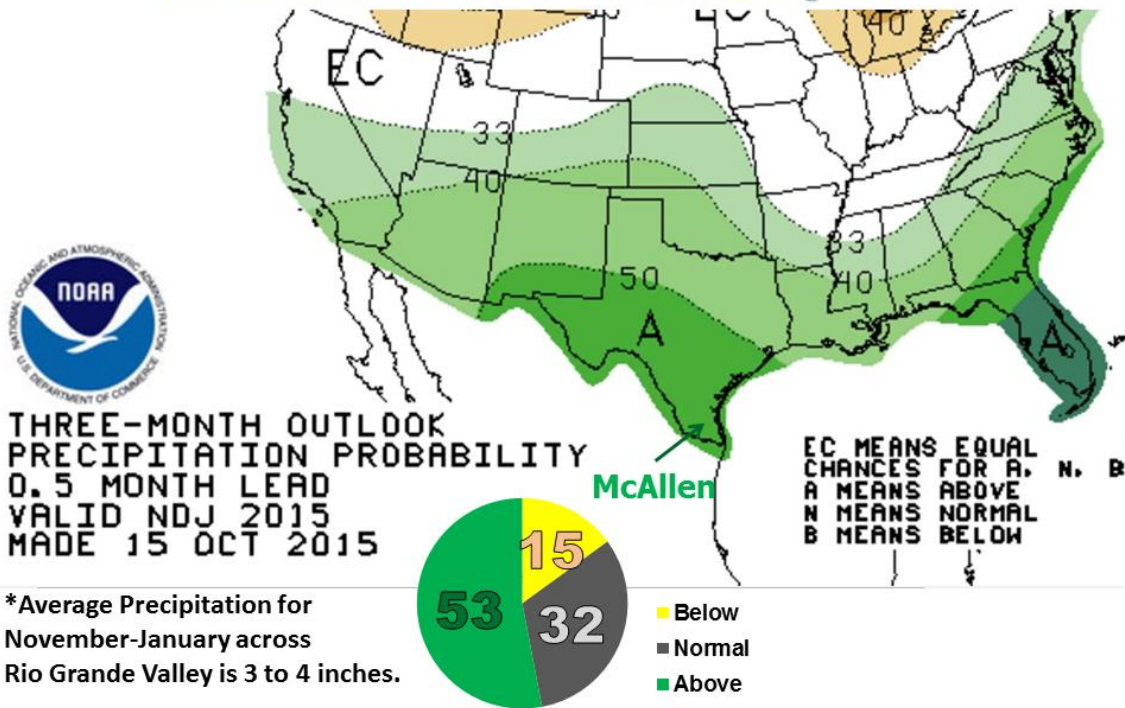 EC
40
33
40
50
A
33
40
A
NATIONAL OCEANIC AND ATMOSPHERIC ADMINISTRATION
NOAA
U.S. DEPARTMENT OF COMMERCE
THREE-MONTH OUTLOOK
PRECIPITATION PROBABILITY
0.5 MONTH LEAD
VALID NDJ 2015
MADE 15 OCT 2015
McAllen
EC MEANS EQUAL
CHANCES FOR A, N, B
A MEANS ABOVE
N MEANS NORMAL
B MEANS BELOW
*Average Precipitation for
November-January across
Rio Grande Valley is 3 to 4 inches.
15
53
32
Below
Normal
Above